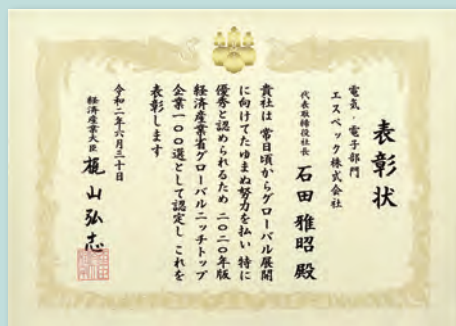 表彰状
電気・電子部門
エスペック株式会社
代表取締役社長 石田 雅昭 殿
貴社は 常日頃からグローバル展開
に向けてたゆまぬ努力を払い 特に
優秀と認められるため 二〇二〇年版
経済産業省グローバルニッチトップ
企業一〇〇選として認定し これを
表彰します
令和二年六月三十日
経済産業大臣 梶山弘志